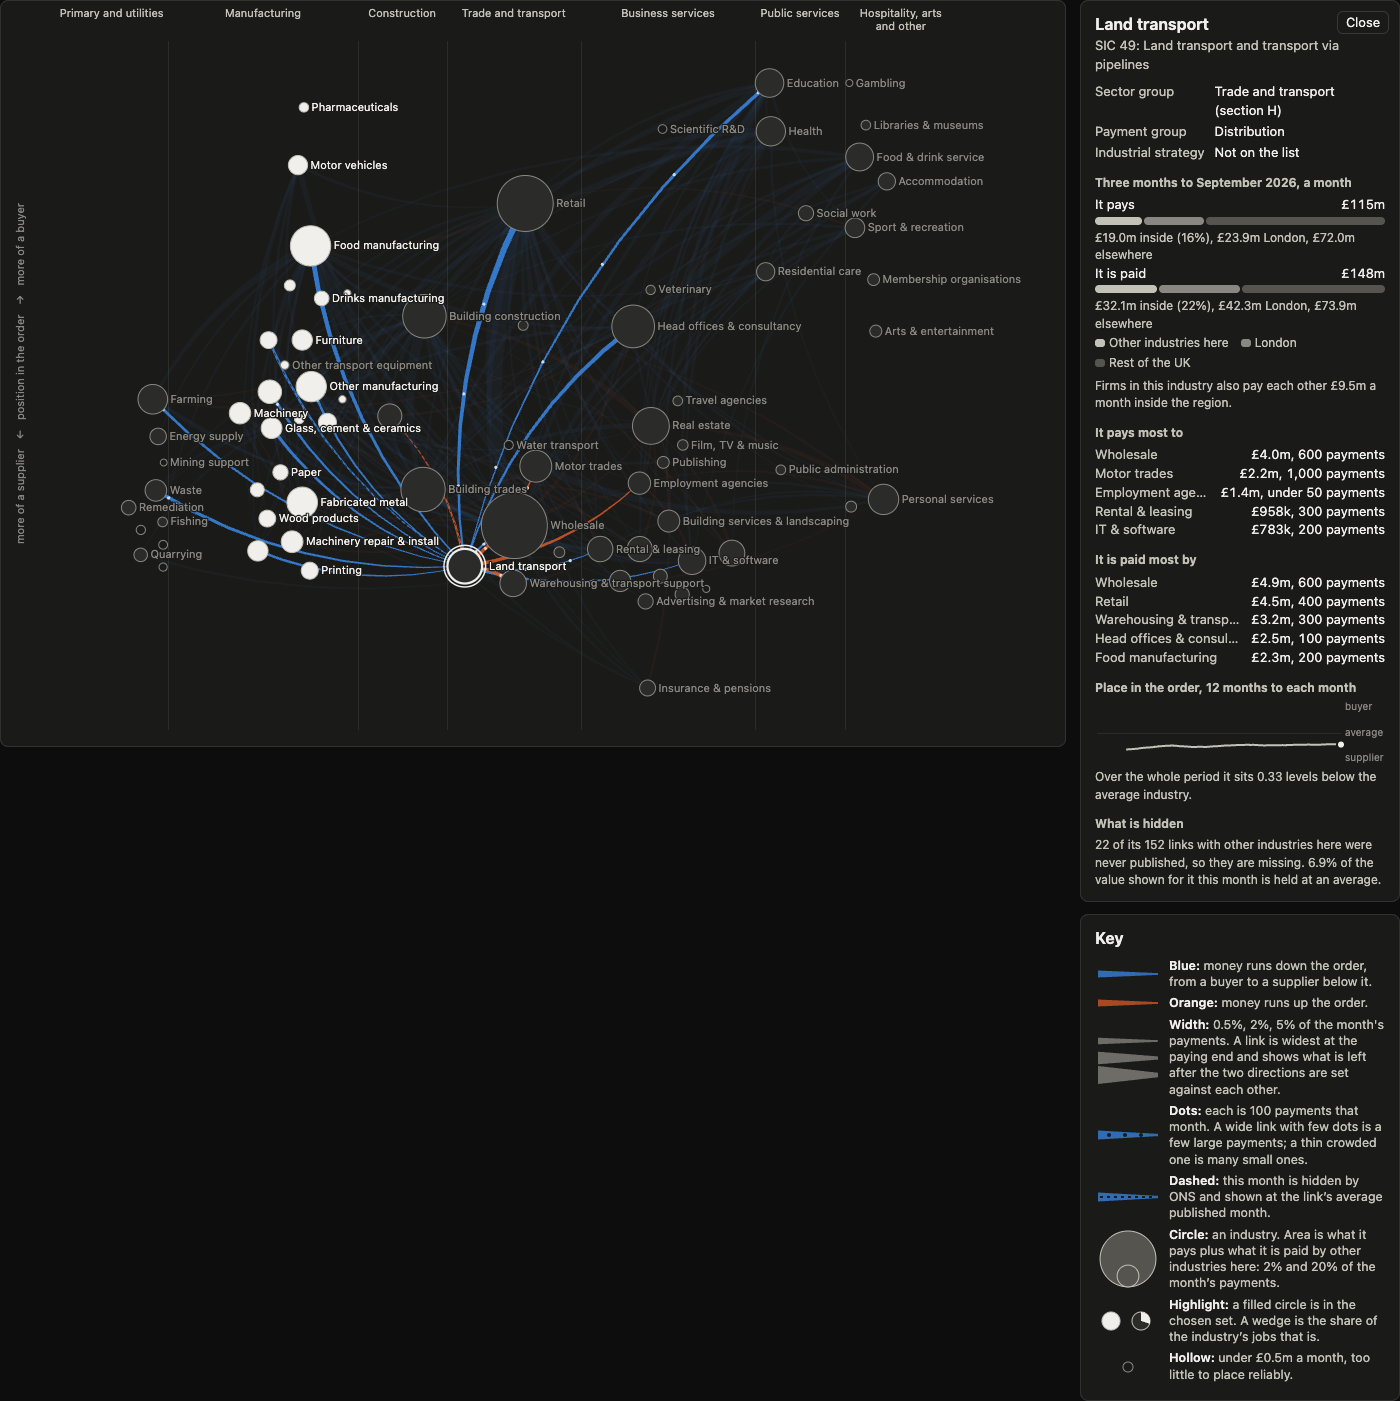 Primary and utilities
Manufacturing
Construction
Trade and transport
Business services
Public services
Hospitality, arts
and other
more of a supplier ← position in the order → more of a buyer
Pharmaceuticals
Motor vehicles
Food manufacturing
Drinks manufacturing
Furniture
Other transport equipment
Other manufacturing
Machinery
Glass, cement & ceramics
Paper
Fabricated metal
Wood products
Machinery repair & install
Printing
Farming
Energy supply
Mining support
Waste
Remediation
Fishing
Quarrying
Building construction
Building trades
Retail
Water transport
Motor trades
Wholesale
Land transport
Warehousing & transport support
Scientific R&D
Veterinary
Head offices & consultancy
Travel agencies
Real estate
Film, TV & music
Publishing
Employment agencies
Building services & landscaping
Rental & leasing
IT & software
Advertising & market research
Insurance & pensions
Education
Health
Social work
Residential care
Public administration
Gambling
Libraries & museums
Food & drink service
Accommodation
Sport & recreation
Membership organisations
Arts & entertainment
Personal services
Land transport
Close
SIC 49: Land transport and transport via
pipelines
Sector group Trade and transport
(section H)
Payment group Distribution
Industrial strategy Not on the list
Three months to September 2026, a month
It pays £115m
£19.0m inside (16%), £23.9m London, £72.0m
elsewhere
It is paid £148m
£32.1m inside (22%), £42.3m London, £73.9m
elsewhere
Other industries here London
Rest of the UK
Firms in this industry also pay each other £9.5m a
month inside the region.
It pays most to
Wholesale £4.0m, 600 payments
Motor trades £2.2m, 1,000 payments
Employment age... £1.4m, under 50 payments
Rental & leasing £958k, 300 payments
IT & software £783k, 200 payments
It is paid most by
Wholesale £4.9m, 600 payments
Retail £4.5m, 400 payments
Warehousing & transp... £3.2m, 300 payments
Head offices & consul... £2.5m, 100 payments
Food manufacturing £2.3m, 200 payments
Place in the order, 12 months to each month
buyer
average
supplier
Over the whole period it sits 0.33 levels below the
average industry.
What is hidden
22 of its 152 links with other industries here were
never published, so they are missing. 6.9% of the
value shown for it this month is held at an average.
Key
Blue: money runs down the order,
from a buyer to a supplier below it.
Orange: money runs up the order.
Width: 0.5%, 2%, 5% of the month's
payments. A link is widest at the
paying end and shows what is left
after the two directions are set
against each other.
Dots: each is 100 payments that
month. A wide link with few dots is a
few large payments; a thin crowded
one is many small ones.
Dashed: this month is hidden by
ONS and shown at the link's average
published month.
Circle: an industry. Area is what it
pays plus what it is paid by other
industries here: 2% and 20% of the
month's payments.
Highlight: a filled circle is in the
chosen set. A wedge is the share of
the industry's jobs that is.
Hollow: under £0.5m a month, too
little to place reliably.